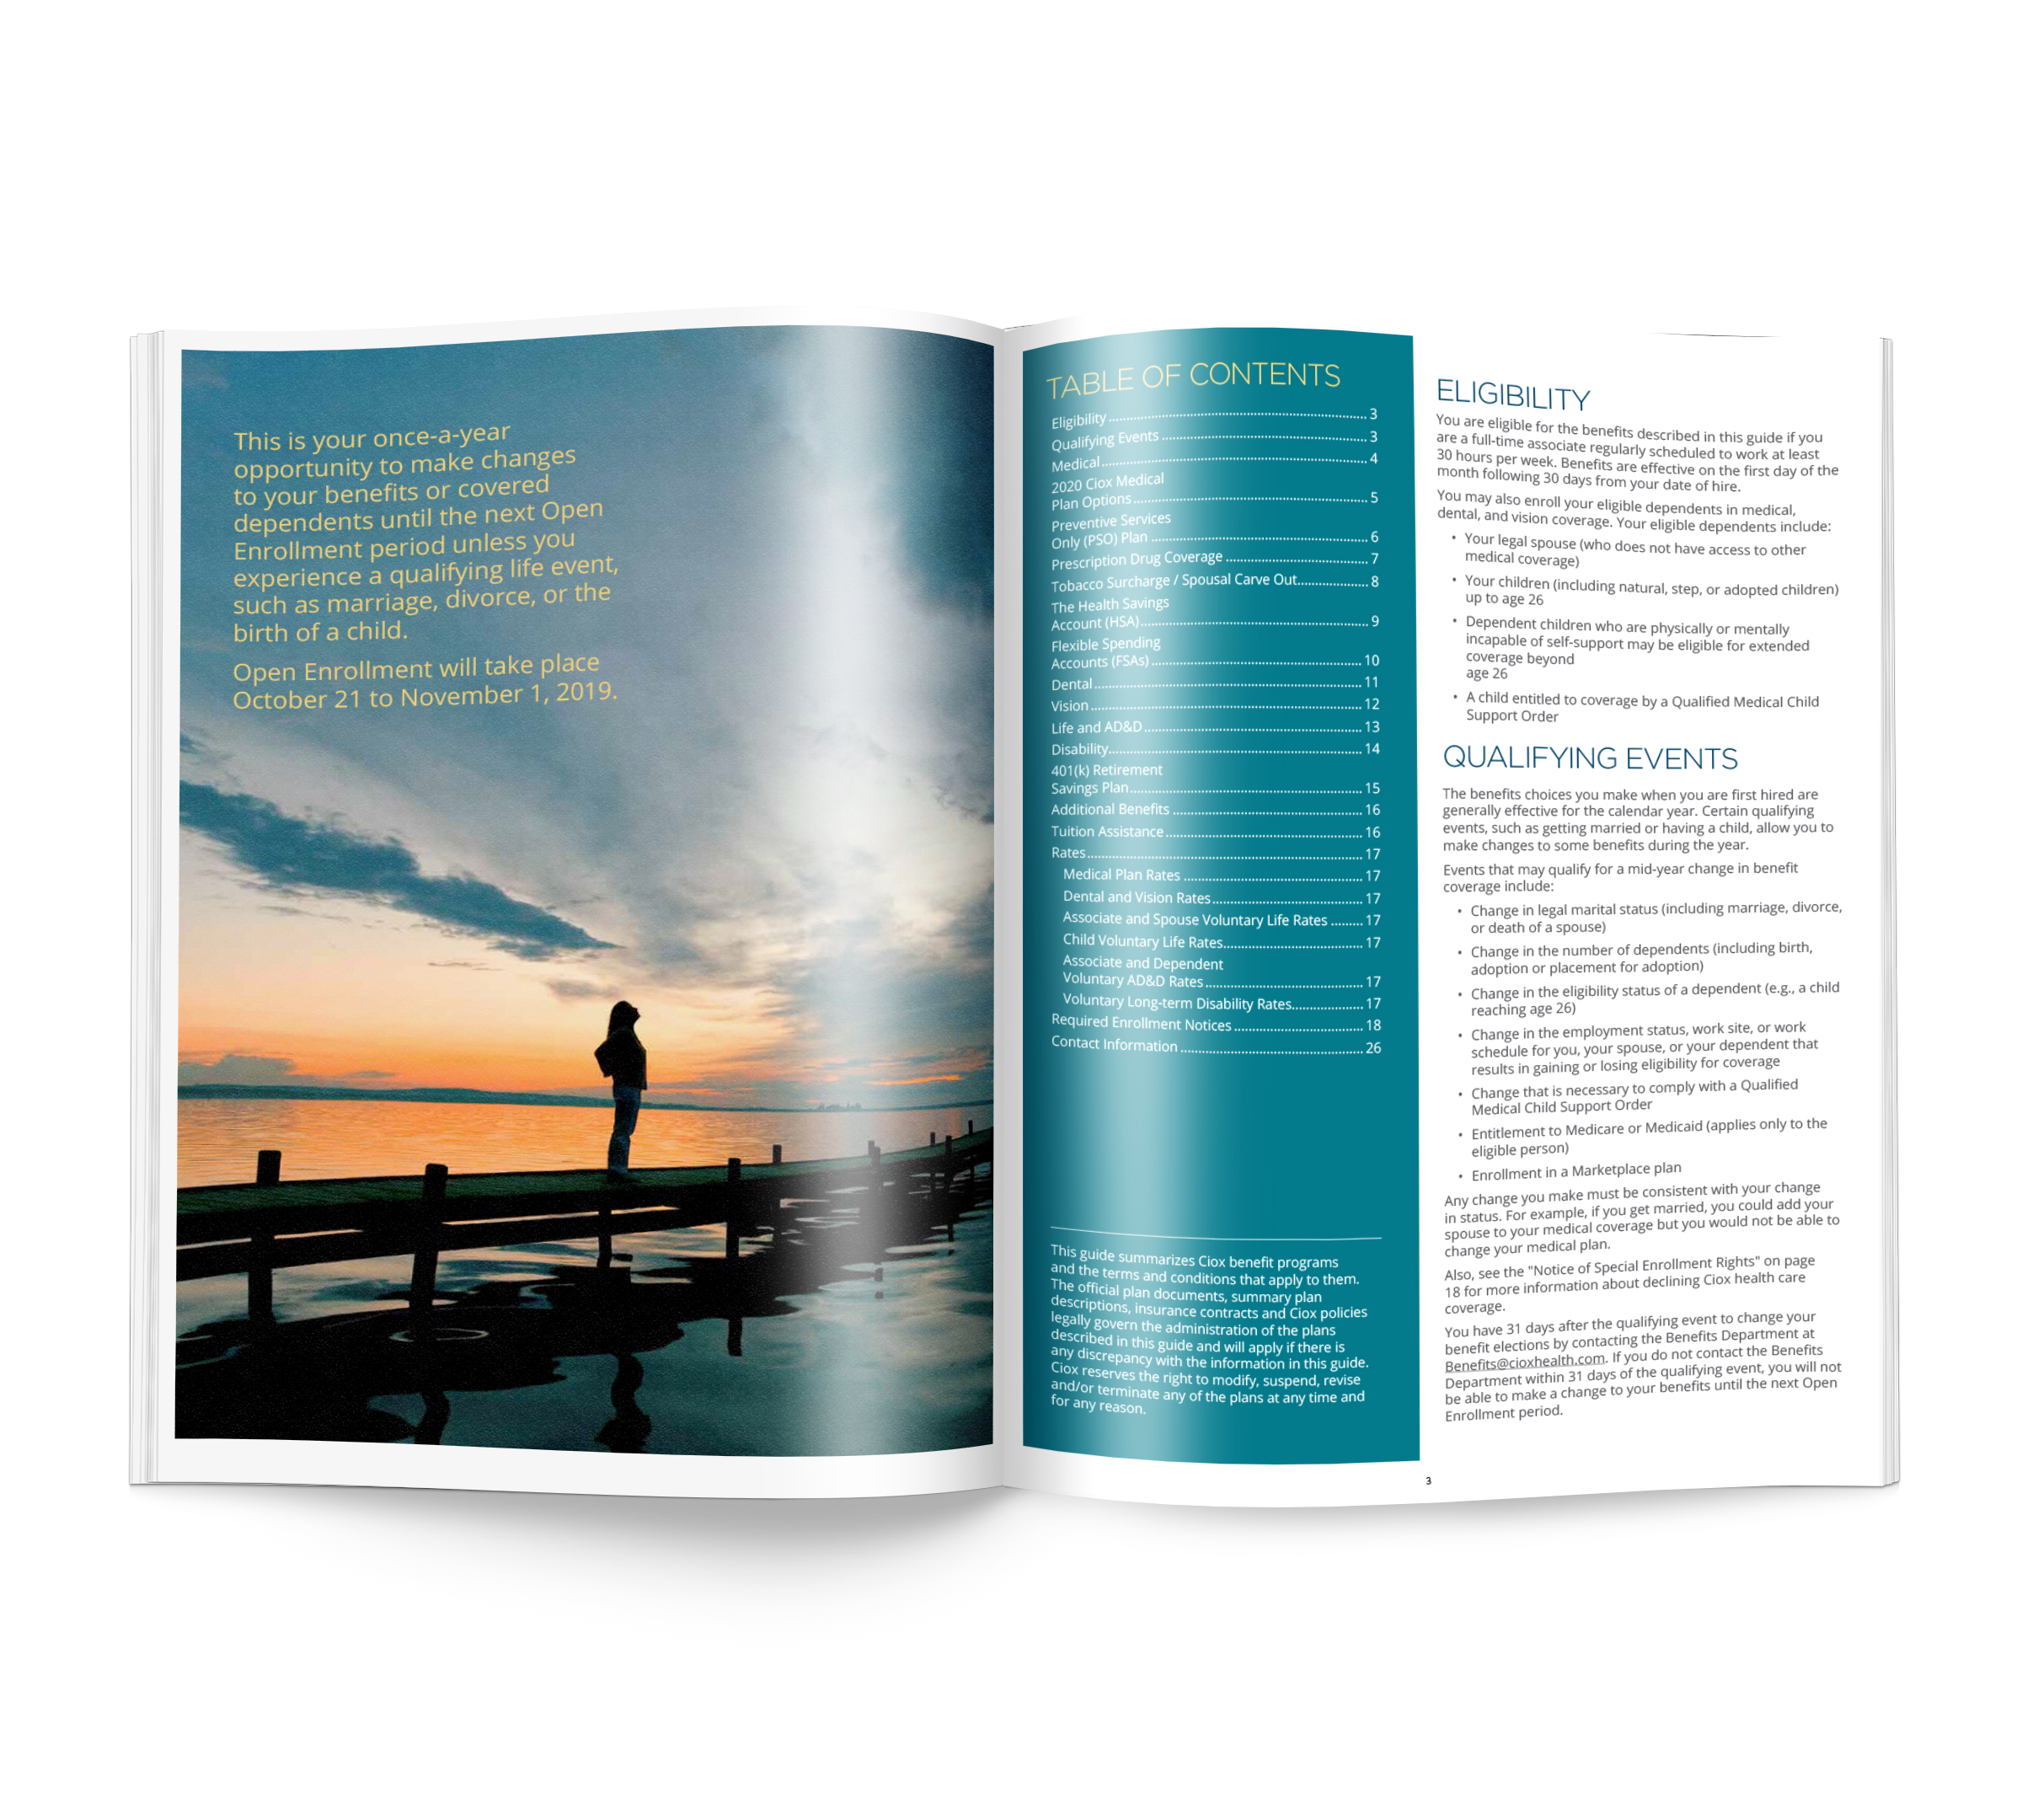 This is your once-a-year
opportunity to make changes
to your benefits or covered
dependents until the next Open
Enrollment period unless you
experience a qualifying life event,
such as marriage, divorce, or the
birth of a child.
Open Enrollment will take place
October 21 to November 1, 2019.
TABLE OF CONTENTS
Eligibility 3
Qualifying Events 3
Medical 4
2020 Ciox Medical
Plan Options 5
Preventive Services
Only (PSO) Plan 6
Prescription Drug Coverage 7
Tobacco Surcharge / Spousal Carve Out 8
The Health Savings
Account (HSA) 9
Flexible Spending
Accounts (FSAs) 10
Dental 11
Vision 12
Life and AD&D 13
Disability 14
401(k) Retirement
Savings Plan 15
Additional Benefits 16
Tuition Assistance 16
Rates 17
Medical Plan Rates 17
Dental and Vision Rates 17
Associate and Spouse Voluntary Life Rates 17
Child Voluntary Life Rates 17
Associate and Dependent
Voluntary AD&D Rates 17
Voluntary Long-term Disability Rates 17
Required Enrollment Notices 18
Contact Information 26
This guide summarizes Ciox benefit programs
and the terms and conditions that apply to them.
The official plan documents, summary plan
descriptions, insurance contracts and Ciox policies
legally govern the administration of the plans
described in this guide and will apply if there is
any discrepancy with the information in this guide.
Ciox reserves the right to modify, suspend, revise
and/or terminate any of the plans at any time and
for any reason.
ELIGIBILITY
You are eligible for the benefits described in this guide if you
are a full-time associate regularly scheduled to work at least
30 hours per week. Benefits are effective on the first day of the
month following 30 days from your date of hire.
You may also enroll your eligible dependents in medical,
dental, and vision coverage. Your eligible dependents include:
• Your legal spouse (who does not have access to other
medical coverage)
• Your children (including natural, step, or adopted children)
up to age 26
• Dependent children who are physically or mentally
incapable of self-support may be eligible for extended
coverage beyond
age 26
• A child entitled to coverage by a Qualified Medical Child
Support Order
QUALIFYING EVENTS
The benefits choices you make when you are first hired are
generally effective for the calendar year. Certain qualifying
events, such as getting married or having a child, allow you to
make changes to some benefits during the year.
Events that may qualify for a mid-year change in benefit
coverage include:
• Change in legal marital status (including marriage, divorce,
or death of a spouse)
• Change in the number of dependents (including birth,
adoption or placement for adoption)
• Change in the eligibility status of a dependent (e.g., a child
reaching age 26)
• Change in the employment status, work site, or work
schedule for you, your spouse, or your dependent that
results in gaining or losing eligibility for coverage
• Change that is necessary to comply with a Qualified
Medical Child Support Order
• Entitlement to Medicare or Medicaid (applies only to the
eligible person)
• Enrollment in a Marketplace plan
Any change you make must be consistent with your change
in status. For example, if you get married, you could add your
spouse to your medical coverage but you would not be able to
change your medical plan.
Also, see the "Notice of Special Enrollment Rights" on page
18 for more information about declining Ciox health care
coverage.
You have 31 days after the qualifying event to change your
benefit elections by contacting the Benefits Department at
Benefits@cioxhealth.com. If you do not contact the Benefits
Department within 31 days of the qualifying event, you will not
be able to make a change to your benefits until the next Open
Enrollment period.
3